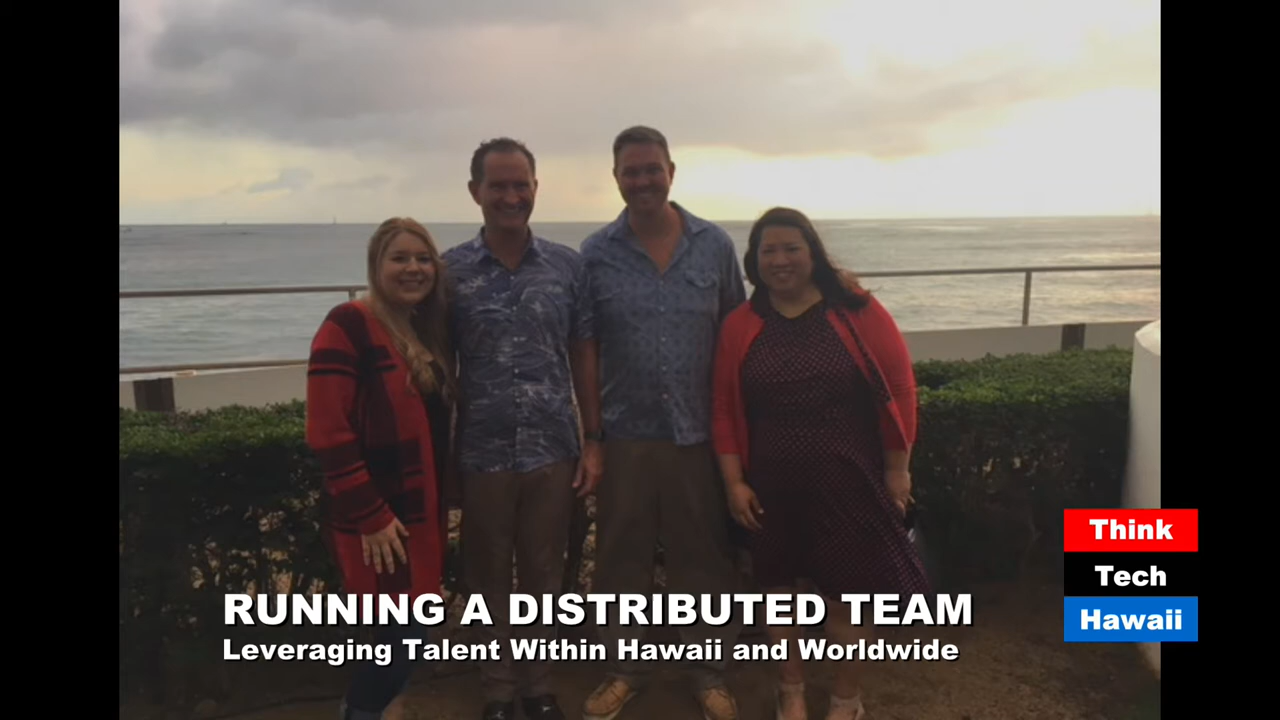 RUNNING A DISTRIBUTED TEAM
Leveraging Talent Within Hawaii and Worldwide
Think
Tech
Hawaii